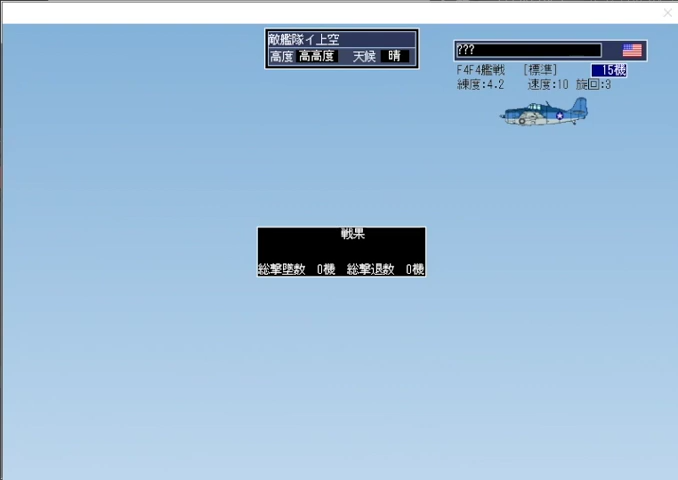 敵艦隊イ上空
高度 高高度 天候 晴
???
F4F4艦戦 [標準] 15機
練度:4.2 速度:10 旋回:3
戦果
総撃墜数 0機 総撃退数 0機